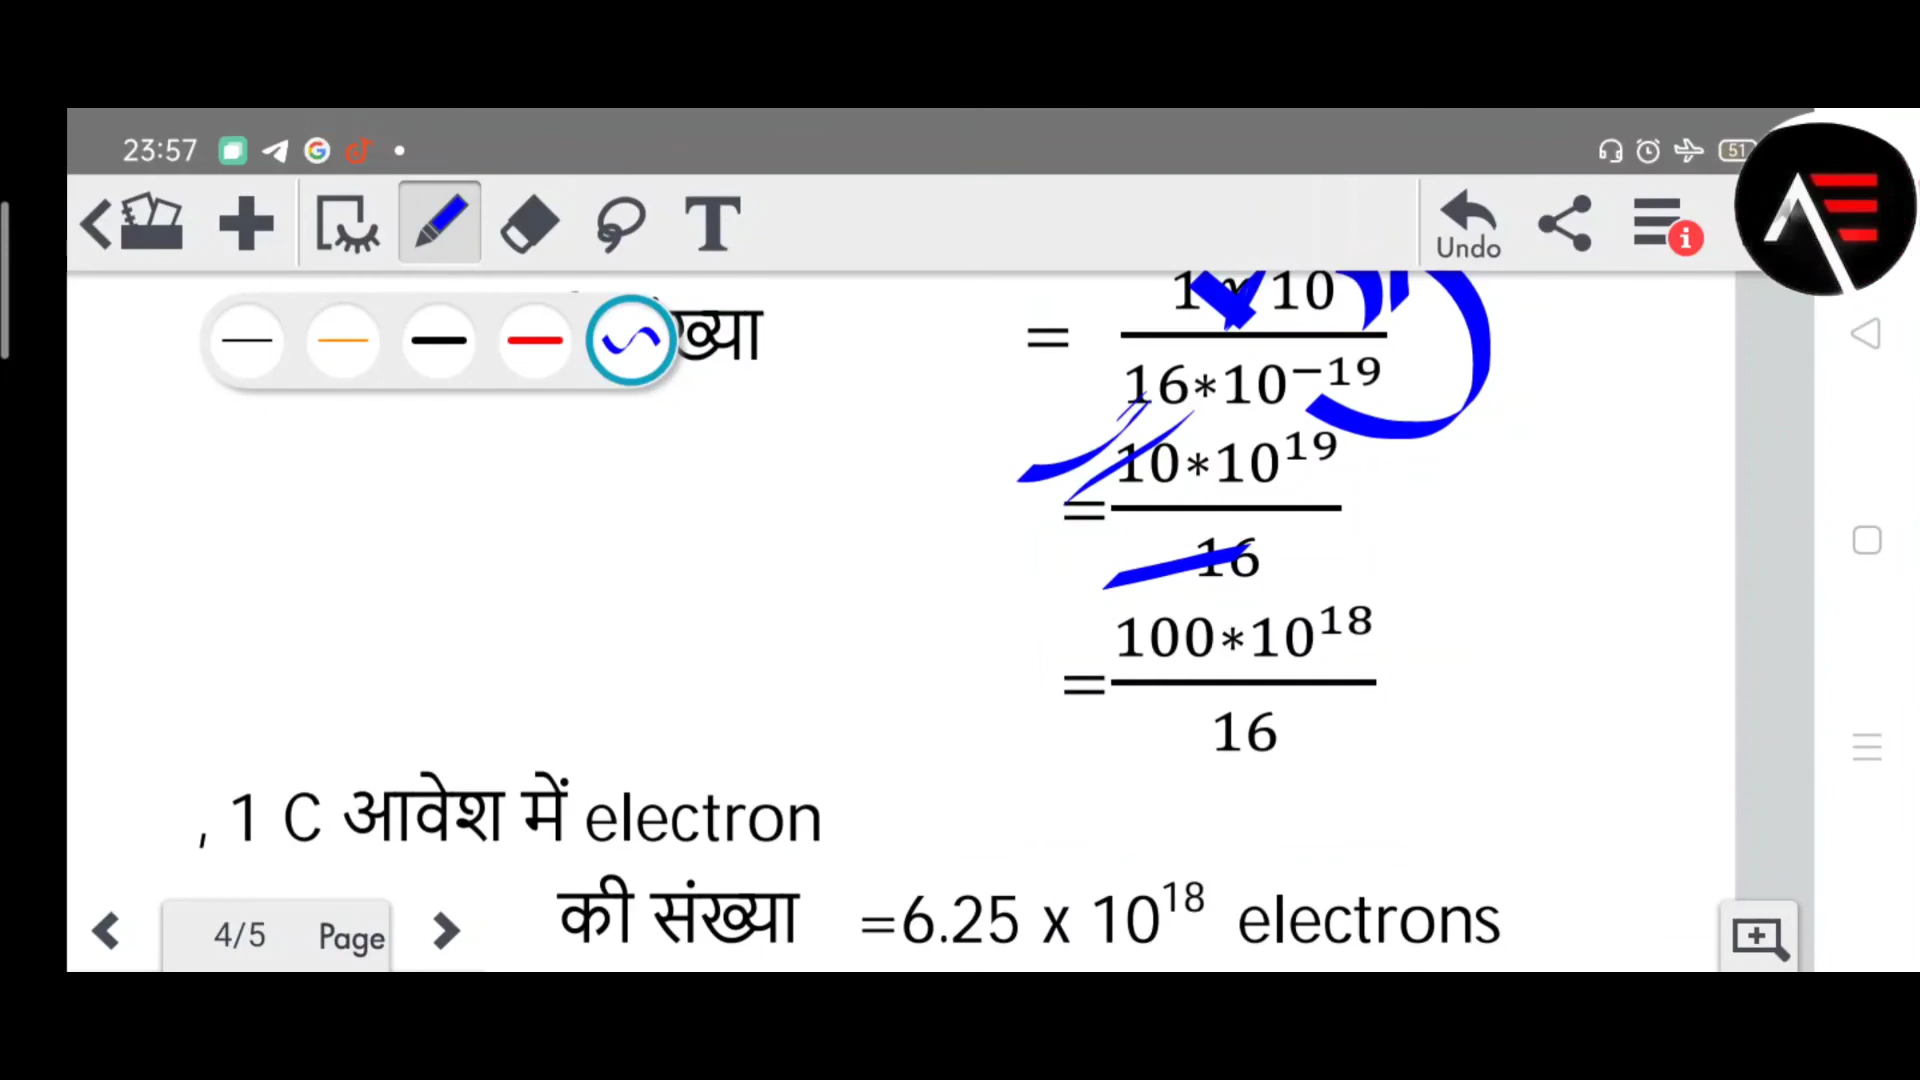 23:57
51
Undo
1 × 10
ख्या =
16*10⁻¹⁹
10*10¹⁹
=
16
100*10¹⁸
=
16
, 1 C आवेश में electron
की संख्या =6.25 x 10¹⁸ electrons
4/5 Page